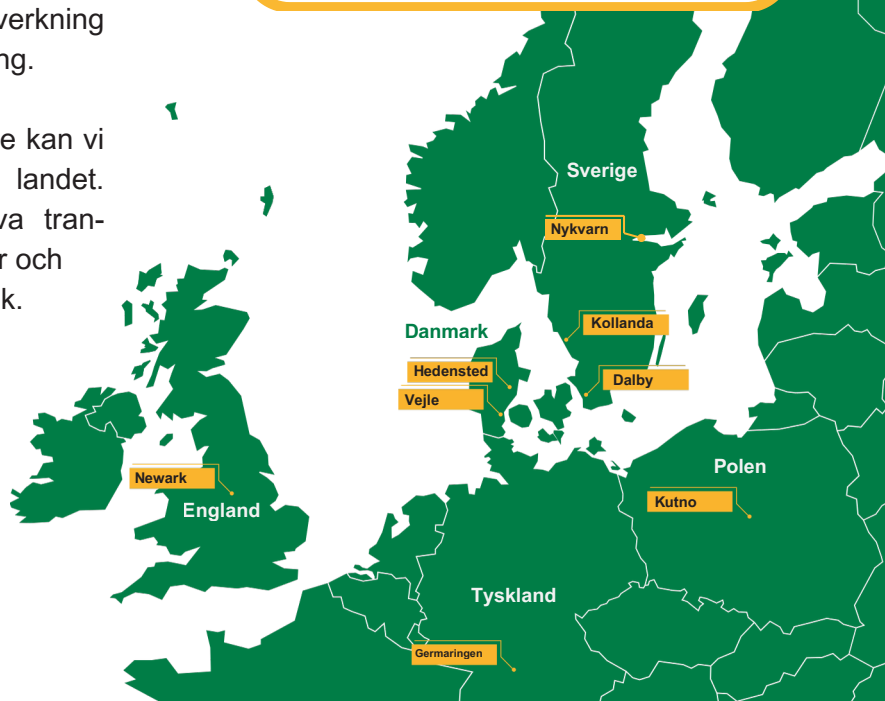 verkning
ng.
e kan vi
landet.
va tran-
r och
k.
Sverige
Nykvarn
Kollanda
Danmark
Hedensted
Dalby
Vejle
Polen
Newark
Kutno
England
Tyskland
Germaringen